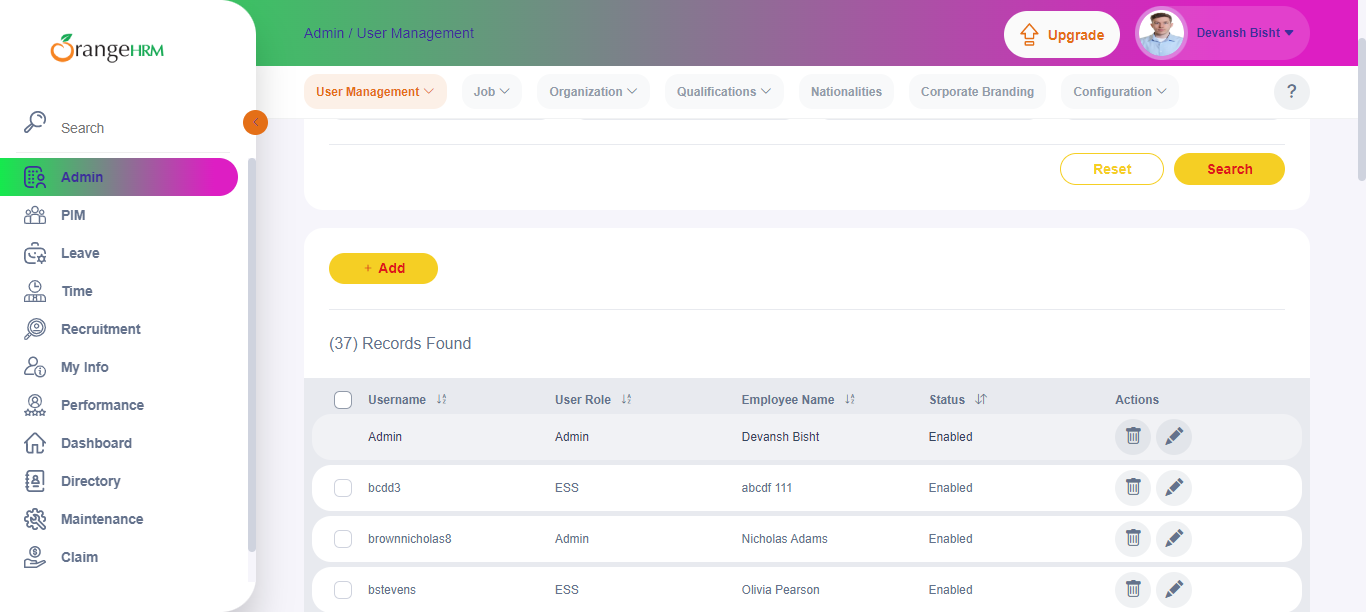 OrangeHRM
Search
Admin
PIM
Leave
Time
Recruitment
My Info
Performance
Dashboard
Directory
Maintenance
Claim
Admin / User Management
Upgrade
Devansh Bisht
User Management
Job
Organization
Qualifications
Nationalities
Corporate Branding
Configuration
?
Reset
Search
+ Add
(37) Records Found
Username User Role Employee Name Status Actions
Admin Admin Devansh Bisht Enabled
bcdd3 ESS abcdf 111 Enabled
brownnicholas8 Admin Nicholas Adams Enabled
bstevens ESS Olivia Pearson Enabled